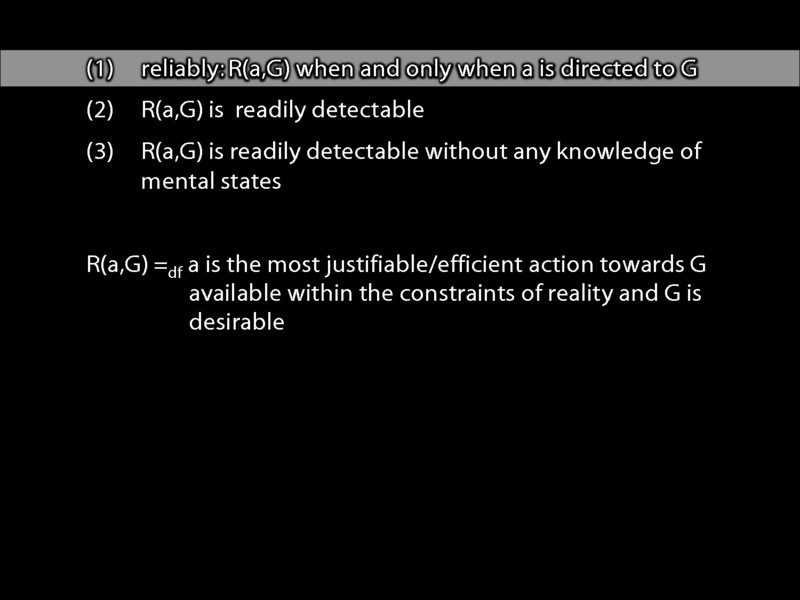 (1) reliably: R(a,G) when and only when a is directed to G
(2) R(a,G) is readily detectable
(3) R(a,G) is readily detectable without any knowledge of
mental states
R(a,G) =df a is the most justifiable/efficient action towards G
available within the constraints of reality and G is
desirable